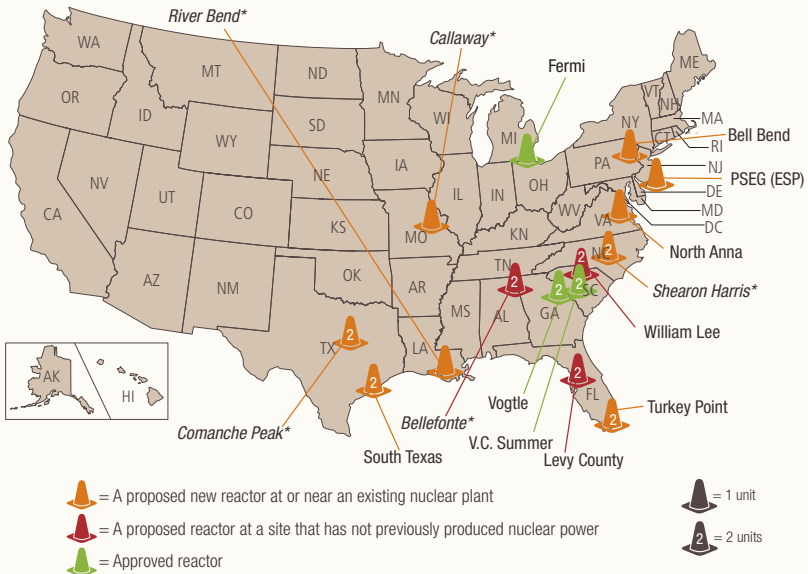 River Bend*
Callaway*
Fermi
WA
MT
ND
MN
ME
VT
NH
OR
ID
SD
WI
MI
NY
MA
CT
RI
Bell Bend
WY
IA
PA
NJ
PSEG (ESP)
NV
NE
IL
IN
OH
DE
MD
DC
CA
UT
CO
KS
MO
WV
VA
KN
North Anna
AZ
NM
OK
AR
TN
NC
2
2
Shearon Harris*
2
2
2
SC
MS
AL
GA
William Lee
TX
2
LA
AK
HI
2
2
FL
Vogtle
Turkey Point
2
Comanche Peak*
Bellefonte*
V.C. Summer
South Texas
Levy County
= A proposed new reactor at or near an existing nuclear plant
= 1 unit
= A proposed reactor at a site that has not previously produced nuclear power
2
= 2 units
= Approved reactor